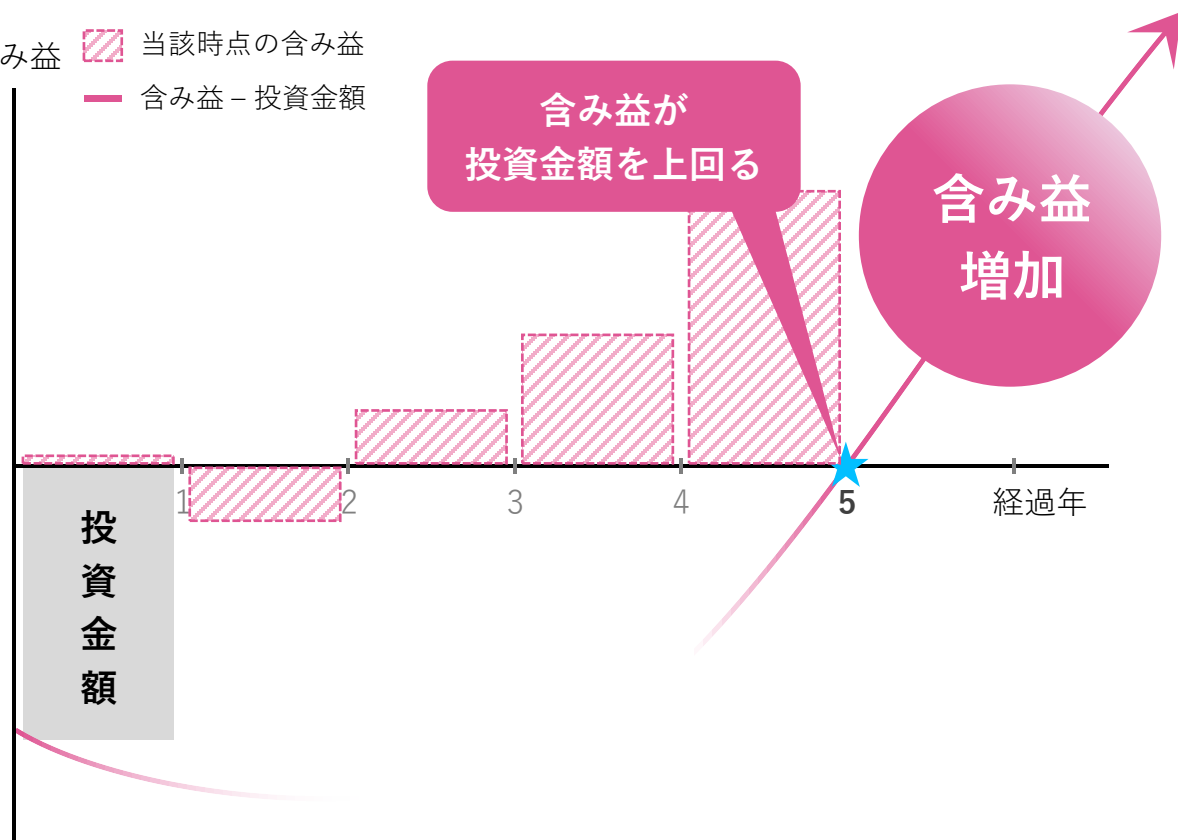 み益
当該時点の含み益
含み益 – 投資金額
含み益が
投資金額を上回る
含み益
増加
1
2
3
4
5
経過年
投
資
金
額